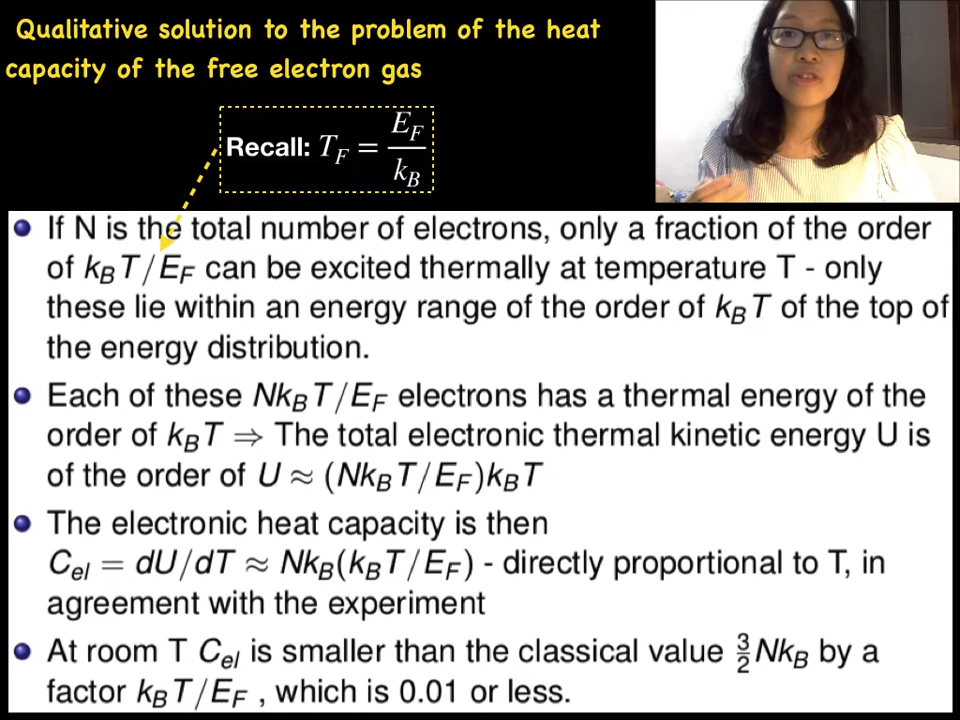 Qualitative solution to the problem of the heat
capacity of the free electron gas
Recall: T_F = E_F / k_B
If N is the total number of electrons, only a fraction of the order
of k_BT/E_F can be excited thermally at temperature T - only
these lie within an energy range of the order of k_BT of the top of
the energy distribution.
Each of these Nk_BT/E_F electrons has a thermal energy of the
order of k_BT ⇒ The total electronic thermal kinetic energy U is
of the order of U ≈ (Nk_BT/E_F)k_BT
The electronic heat capacity is then
C_el = dU/dT ≈ Nk_B(k_BT/E_F) - directly proportional to T, in
agreement with the experiment
At room T C_el is smaller than the classical value 3/2 Nk_B by a
factor k_BT/E_F , which is 0.01 or less.